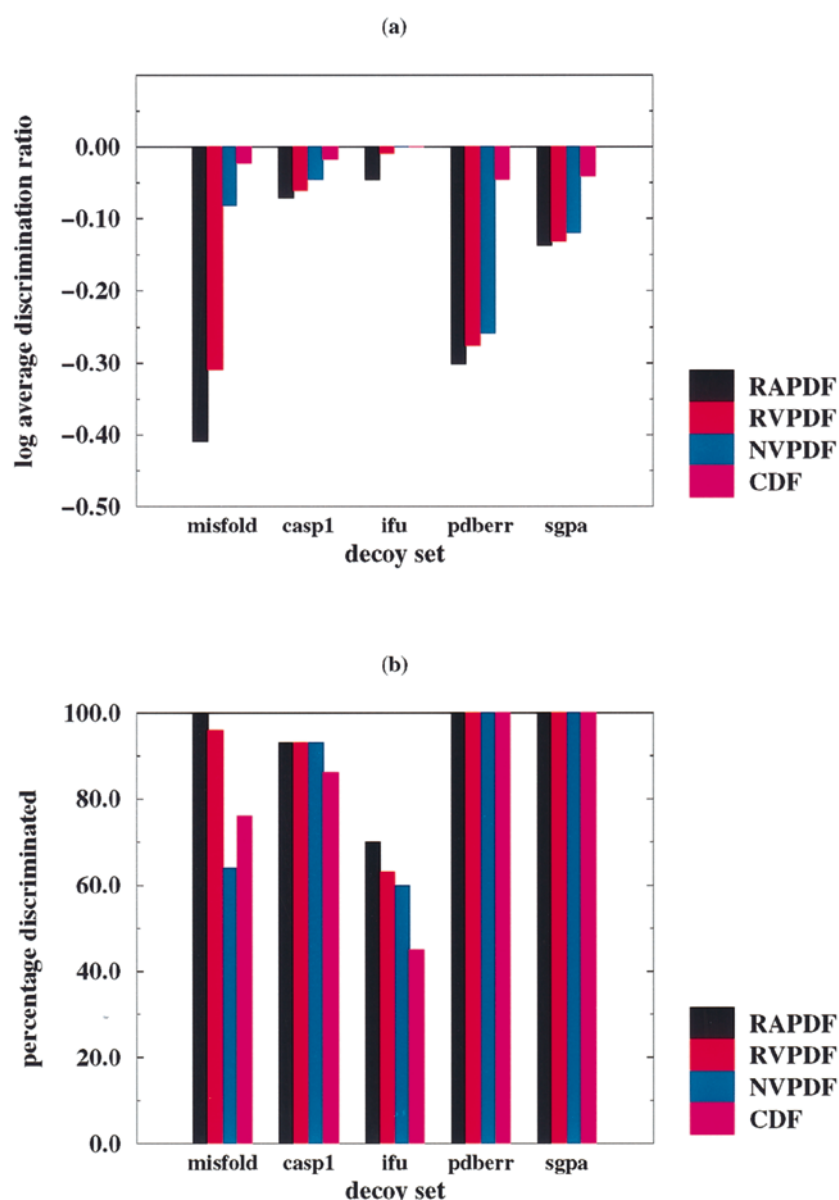 (a)
log average discrimination ratio
0.00
−0.10
−0.20
−0.30
−0.40
−0.50
misfold casp1 ifu pdberr sgpa
decoy set
RAPDF
RVPDF
NVPDF
CDF
(b)
percentage discriminated
100.0
80.0
60.0
40.0
20.0
0.0
misfold casp1 ifu pdberr sgpa
decoy set
RAPDF
RVPDF
NVPDF
CDF